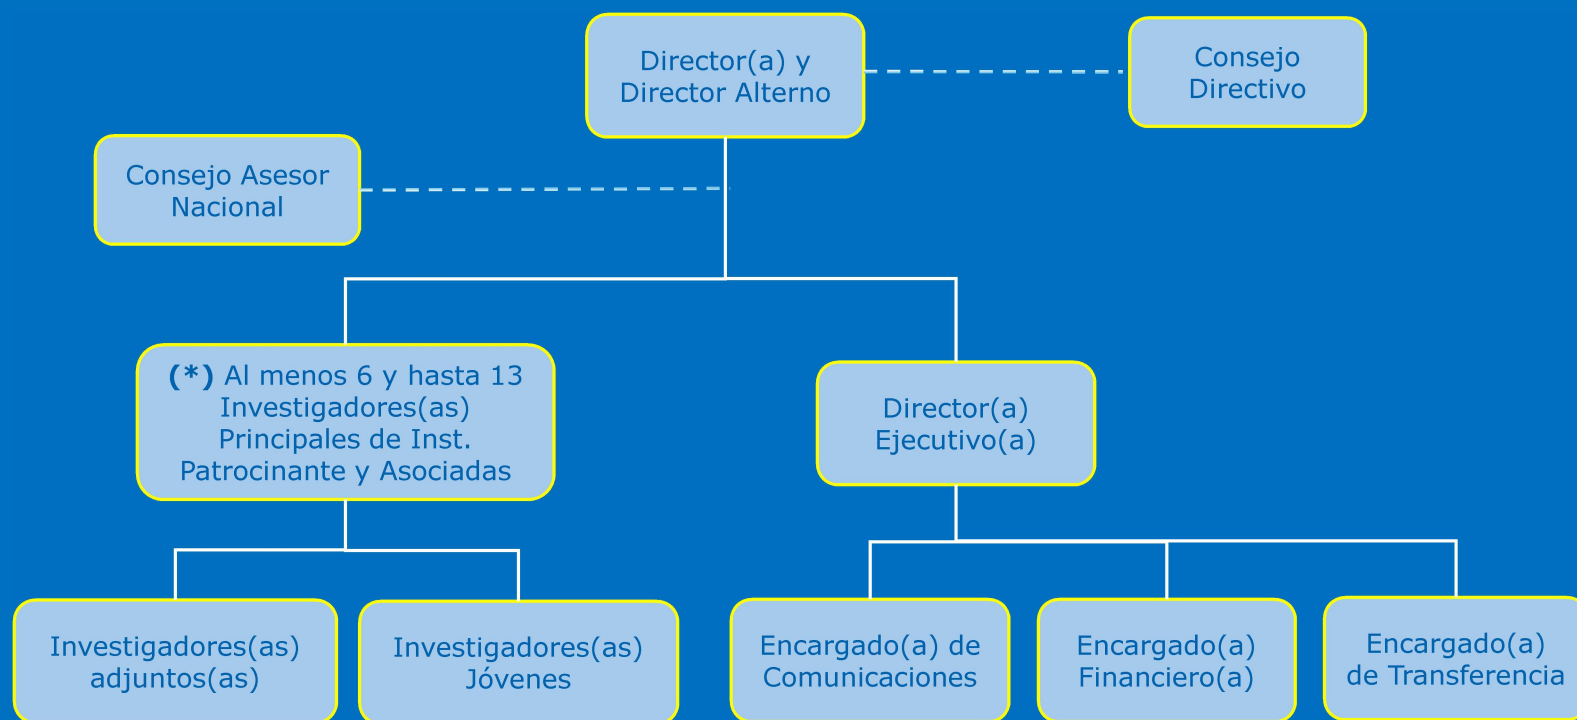 Director(a) y
Director Alterno
Consejo
Directivo
Consejo Asesor
Nacional
(*) Al menos 6 y hasta 13
Investigadores(as)
Principales de Inst.
Patrocinante y Asociadas
Director(a)
Ejecutivo(a)
Investigadores(as)
adjuntos(as)
Investigadores(as)
Jóvenes
Encargado(a) de
Comunicaciones
Encargado(a)
Financiero(a)
Encargado(a)
de Transferencia